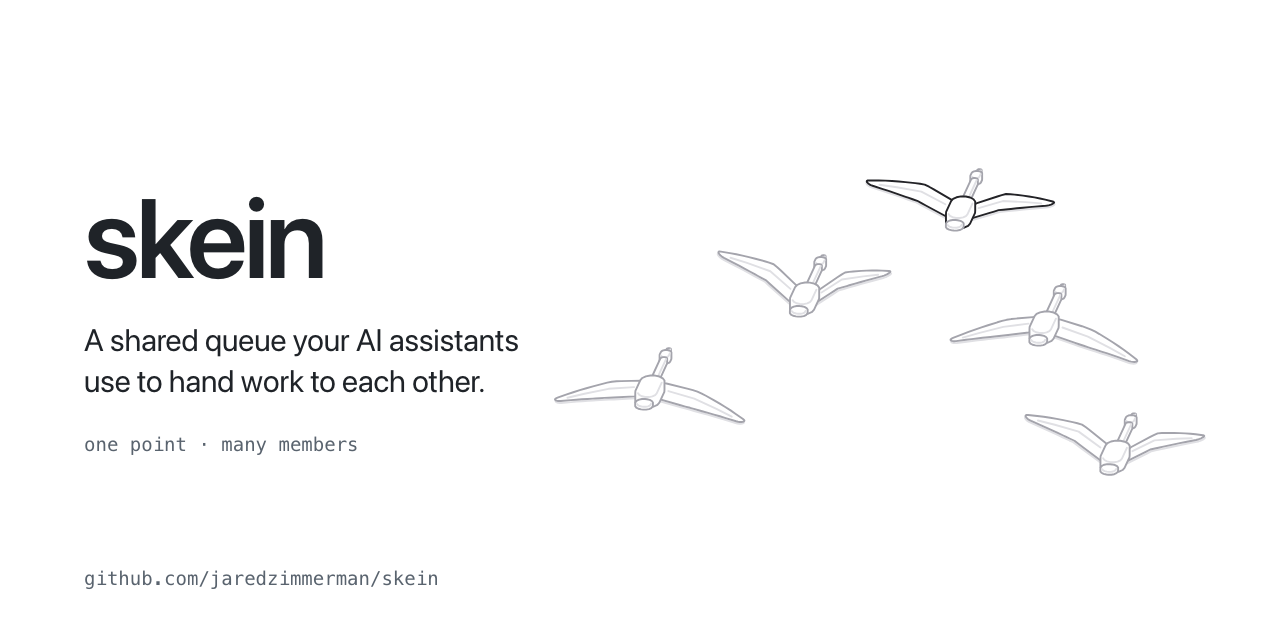 skein
A shared queue your AI assistants
use to hand work to each other.
one point · many members
github.com/jaredzimmerman/skein